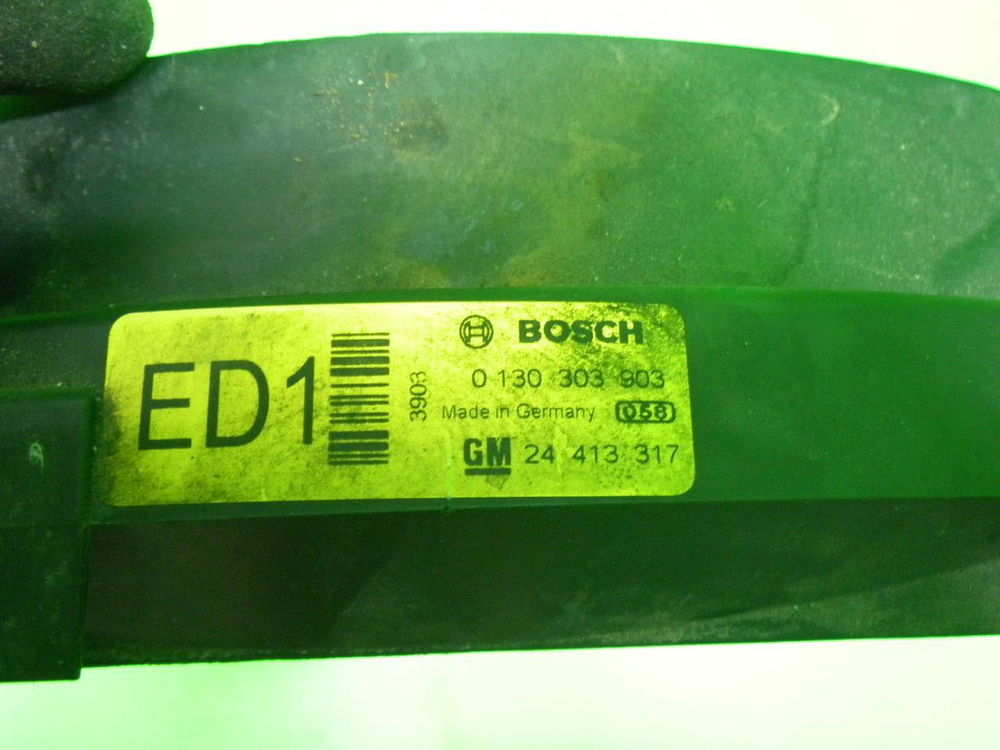 ED1
3903
BOSCH
0 130 303 903
Made in Germany 058
GM 24 413 317